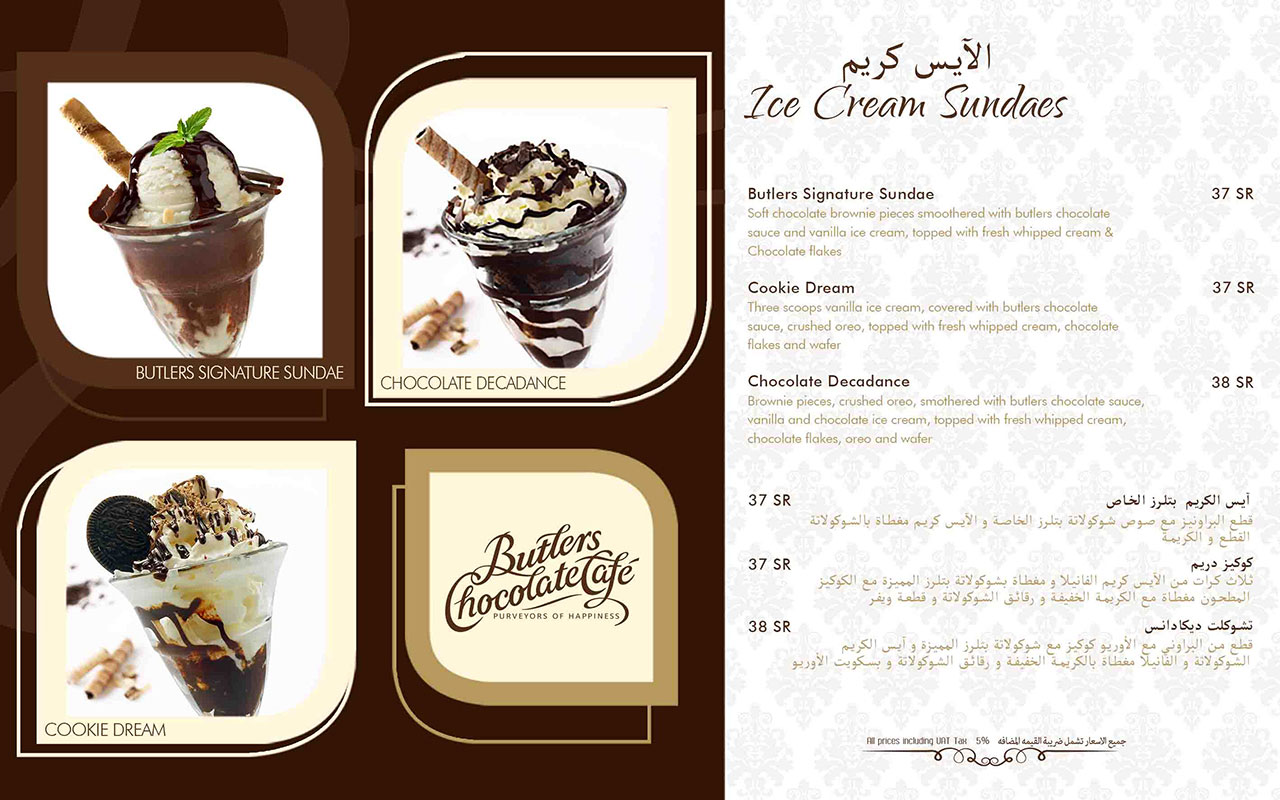 BUTLERS SIGNATURE SUNDAE
CHOCOLATE DECADANCE
COOKIE DREAM
Butlers
Chocolate Café
PURVEYORS OF HAPPINESS
الآيس كريم
Ice Cream Sundaes
Butlers Signature Sundae 37 SR
Soft chocolate brownie pieces smoothered with butlers chocolate
sauce and vanilla ice cream, topped with fresh whipped cream &
Chocolate flakes
Cookie Dream 37 SR
Three scoops vanilla ice cream, covered with butlers chocolate
sauce, crushed oreo, topped with fresh whipped cream, chocolate
flakes and wafer
Chocolate Decadance 38 SR
Brownie pieces, crushed oreo, smothered with butlers chocolate sauce,
vanilla and chocolate ice cream, topped with fresh whipped cream,
chocolate flakes, oreo and wafer
آيس الكريم بتلرز الخاص 37 SR
قطع البراونيز مع صوص شوكولاتة بتلرز الخاصة و الآيس كريم مغطاة بالشوكولاتة
القطع و الكريمة
كوكيز دريم 37 SR
ثلاث كرات من الآيس كريم الفانيلا و مغطاة بشوكولاتة بتلرز المميزة مع الكوكيز
المطحون مغطاة مع الكريمة الخفيفة و رقائق الشوكولاتة و قطعة ويفر
تشوكلت ديكادانس 38 SR
قطع من البراوني مع الأوريو كوكيز مع شوكولاتة بتلرز المميزة و آيس الكريم
الشوكولاتة و الفانيلا مغطاة بالكريمة الخفيفة و رقائق الشوكولاتة و بسكويت الأوريو
All prices including UAT Tax 5% جميع الاسعار تشمل ضريبة القيمه المضافه